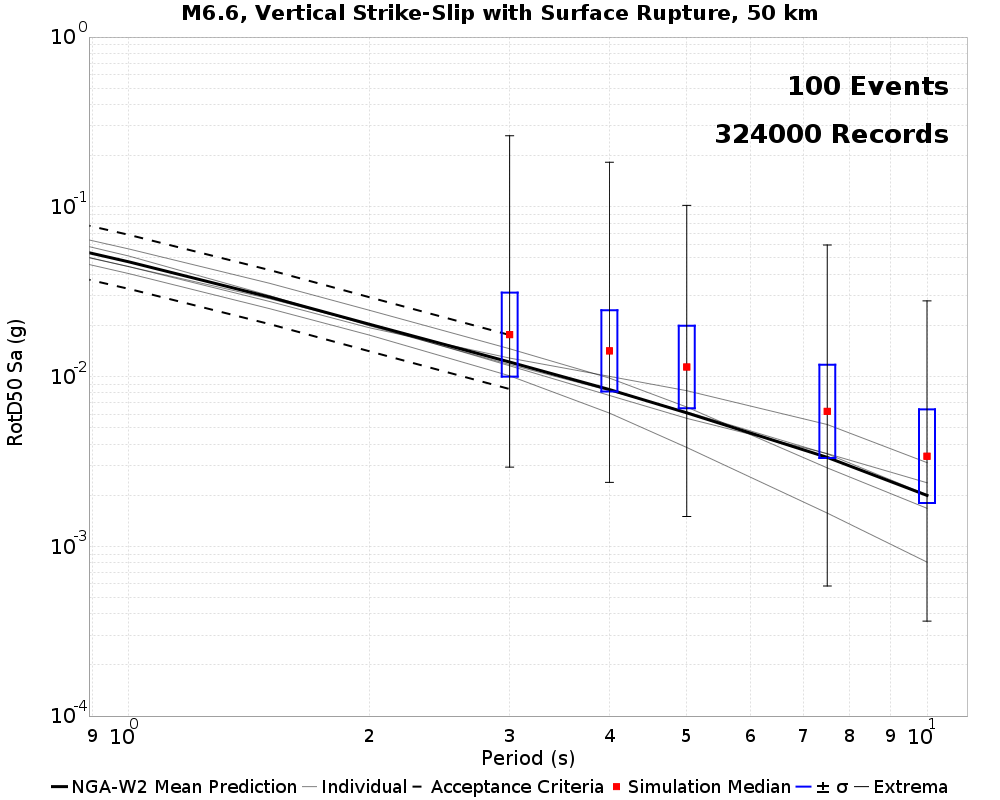 M6.6, Vertical Strike-Slip with Surface Rupture, 50 km
100 Events
324000 Records
RotD50 Sa (g)
10^0
10^-1
10^-2
10^-3
10^-4
9 10^0 2 3 4 5 6 7 8 9 10^1
Period (s)
NGA-W2 Mean Prediction Individual Acceptance Criteria Simulation Median ± σ Extrema